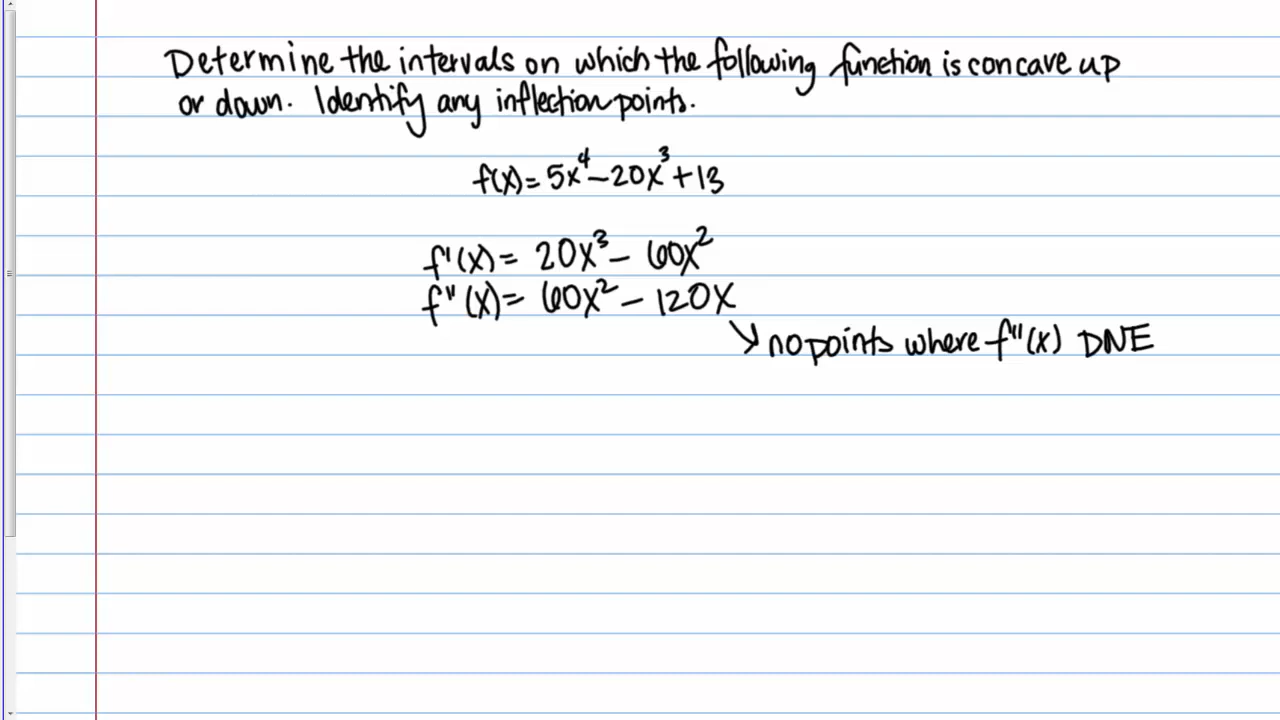 Determine the intervals on which the following function is concave up
or down. Identify any inflection points.
f(x) = 5x⁴ - 20x³ + 13
f'(x) = 20x³ - 60x²
f''(x) = 60x² - 120x
↘ no points where f''(x) DNE